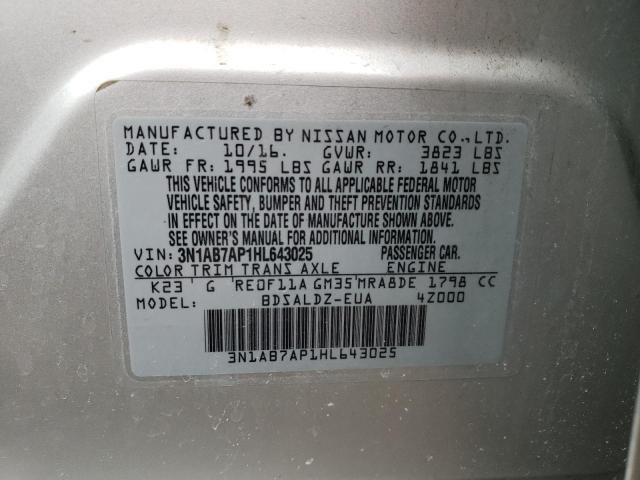 MANUFACTURED BY NISSAN MOTOR CO., LTD.
DATE: 10/16. GVWR: 3823 LBS
GAWR FR: 1995 LBS GAWR RR: 1841 LBS
THIS VEHICLE CONFORMS TO ALL APPLICABLE FEDERAL MOTOR
VEHICLE SAFETY, BUMPER AND THEFT PREVENTION STANDARDS
IN EFFECT ON THE DATE OF MANUFACTURE SHOWN ABOVE.
SEE OWNER'S MANUAL FOR ADDITIONAL INFORMATION.
VIN: 3N1AB7AP1HL643025 PASSENGER CAR.
COLOR TRIM TRANS AXLE ENGINE
K23 G RE0F11A GM35 MRA8DE 1798 CC
MODEL: BDSALDZ-EUA 4Z000
3N1AB7AP1HL643025